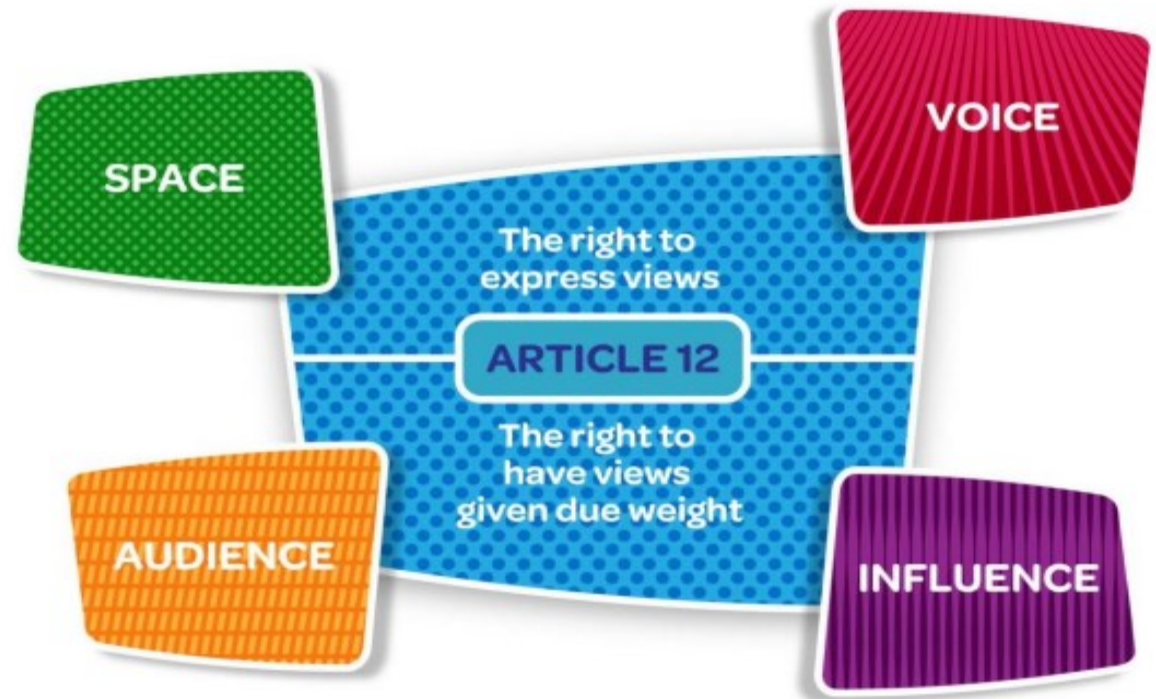 SPACE
VOICE
The right to
express views
ARTICLE 12
The right to
have views
given due weight
AUDIENCE
INFLUENCE